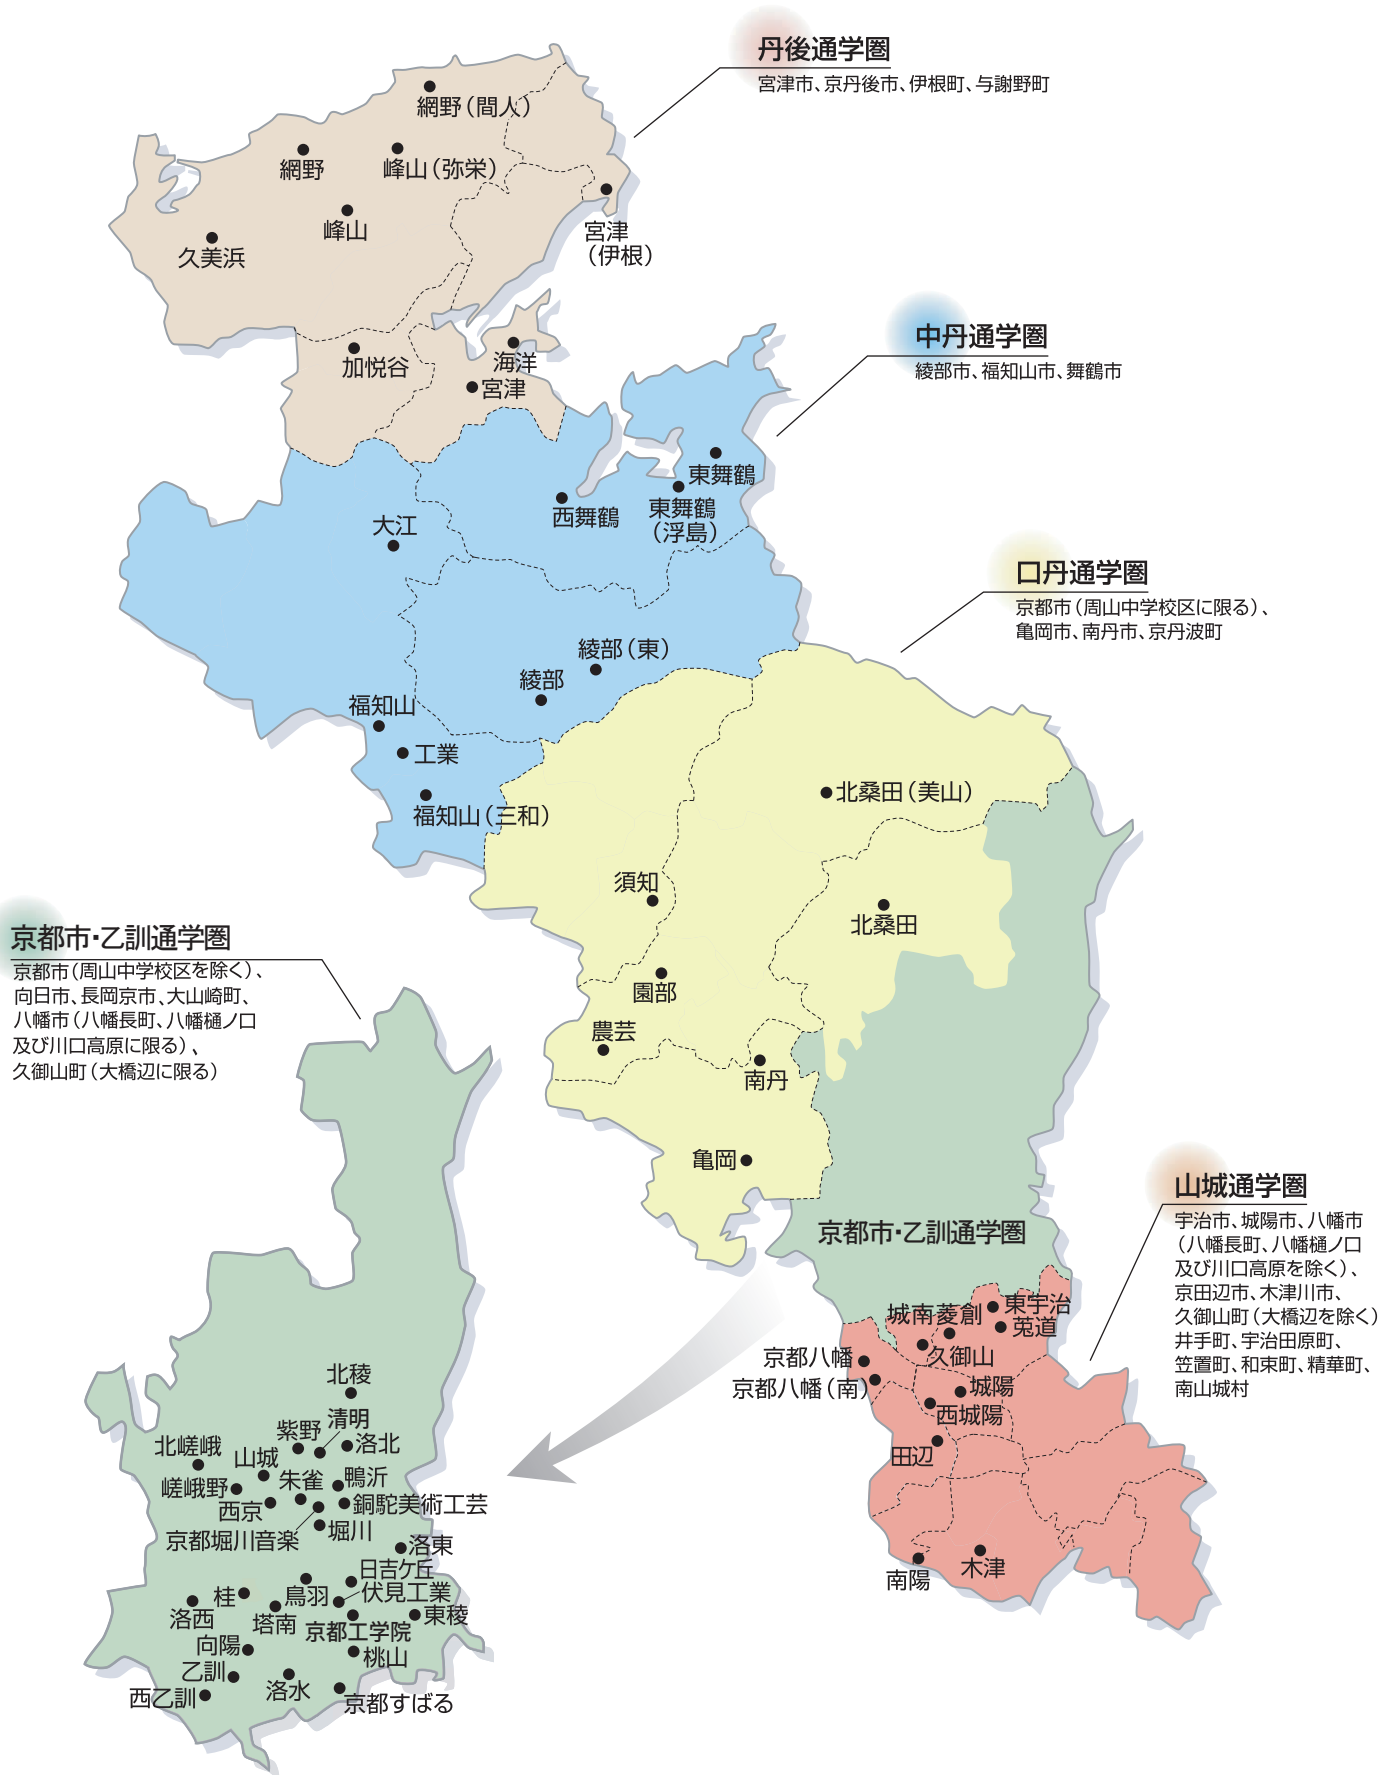 丹後通学圏
宮津市、京丹後市、伊根町、与謝野町
網野（間人）
網野
峰山（弥栄）
峰山
久美浜
宮津
（伊根）
加悦谷
海洋
宮津
中丹通学圏
綾部市、福知山市、舞鶴市
東舞鶴
東舞鶴
（浮島）
西舞鶴
大江
綾部（東）
綾部
福知山
工業
福知山（三和）
口丹通学圏
京都市（周山中学校区に限る）、
亀岡市、南丹市、京丹波町
北桑田（美山）
須知
北桑田
園部
農芸
南丹
亀岡
京都市・乙訓通学圏
京都市（周山中学校区を除く）、
向日市、長岡京市、大山崎町、
八幡市（八幡長町、八幡樋ノ口
及び川口高原に限る）、
久御山町（大橋辺に限る）
京都市・乙訓通学圏
山城通学圏
宇治市、城陽市、八幡市
（八幡長町、八幡樋ノ口
及び川口高原を除く）、
京田辺市、木津川市、
久御山町（大橋辺を除く）
井手町、宇治田原町、
笠置町、和束町、精華町、
南山城村
東宇治
城南菱創
莵道
久御山
京都八幡
京都八幡（南）
城陽
西城陽
田辺
南陽
木津
北稜
清明
紫野
洛北
北嵯峨
山城
嵯峨野
朱雀
鴨沂
西京
銅駝美術工芸
京都堀川音楽
堀川
洛東
日吉ケ丘
桂
鳥羽
伏見工業
洛西
塔南
東稜
京都工学院
向陽
桃山
乙訓
洛水
西乙訓
京都すばる